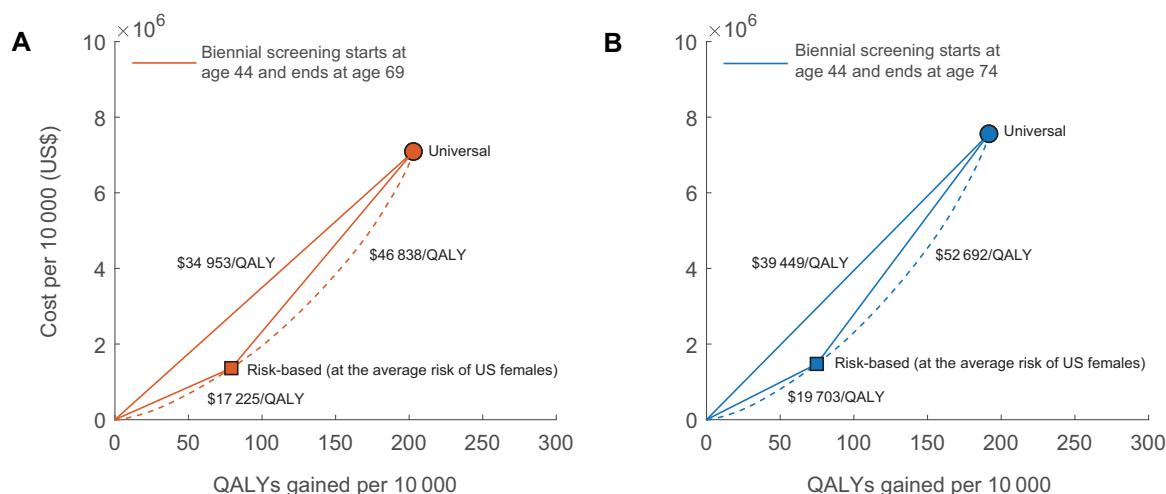 A
×10⁶
10
8
6
4
2
0
Cost per 10 000 (US$)
Biennial screening starts at
age 44 and ends at age 69
Universal
$34 953/QALY
$46 838/QALY
Risk-based (at the average risk of US females)
$17 225/QALY
0 50 100 150 200 250 300
QALYs gained per 10 000
B
×10⁶
10
8
6
4
2
0
Biennial screening starts at
age 44 and ends at age 74
Universal
$39 449/QALY
$52 692/QALY
Risk-based (at the average risk of US females)
$19 703/QALY
0 50 100 150 200 250 300
QALYs gained per 10 000